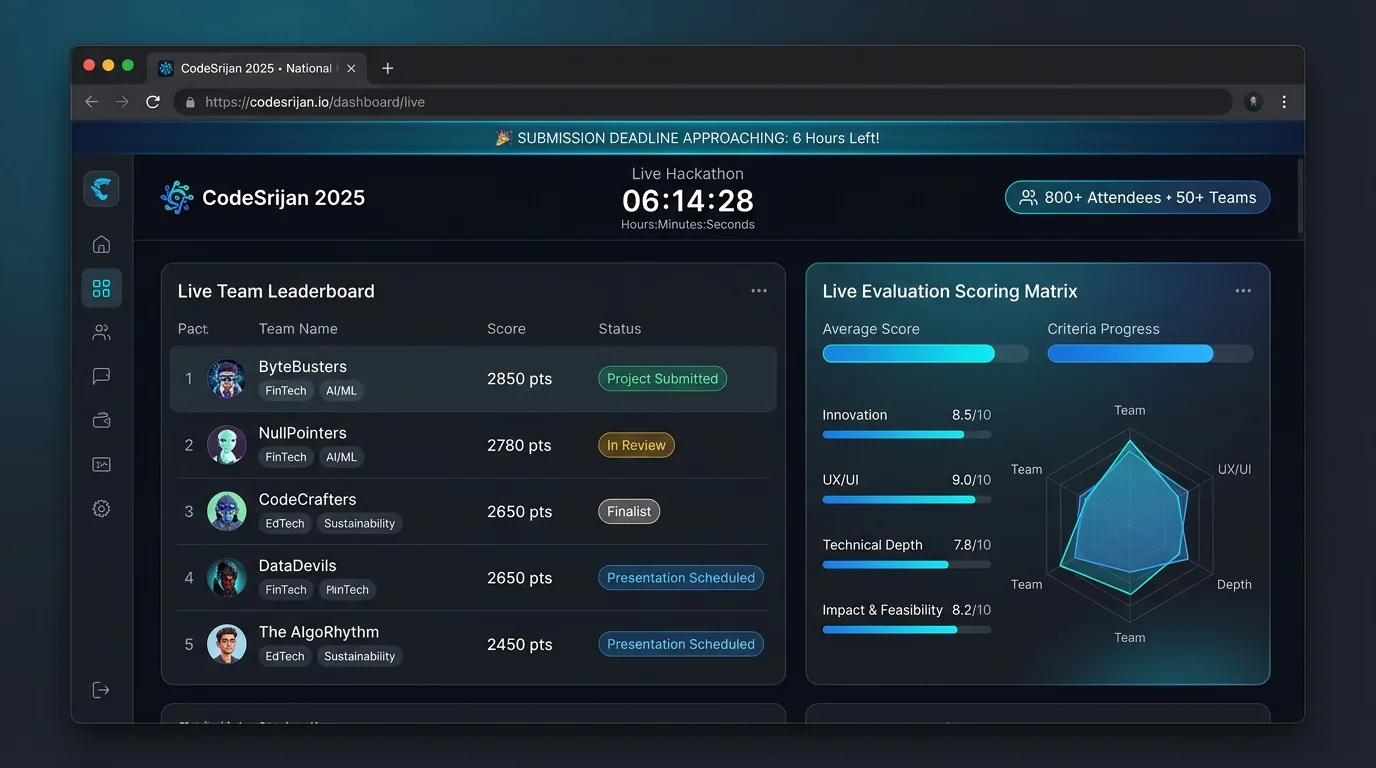 CodeSrijan 2025 • National
https://codesrijan.io/dashboard/live
🎉 SUBMISSION DEADLINE APPROACHING: 6 Hours Left!
CodeSrijan 2025
Live Hackathon
06:14:28
Hours:Minutes:Seconds
800+ Attendees • 50+ Teams
Live Team Leaderboard
Pact: Team Name Score Status
1 ByteBusters 2850 pts Project Submitted
FinTech AI/ML
2 NullPointers 2780 pts In Review
FinTech AI/ML
3 CodeCrafters 2650 pts Finalist
EdTech Sustainability
4 DataDevils 2650 pts Presentation Scheduled
FinTach PlinTech
5 The AlgoRhythm 2450 pts Presentation Scheduled
EdTech Sustainability
Live Evaluation Scoring Matrix
Average Score Criteria Progress
Innovation 8.5/10
UX/UI 9.0/10
Technical Depth 7.8/10
Impact & Feasibility 8.2/10
Team
Team UX/UI
Team Depth
Team